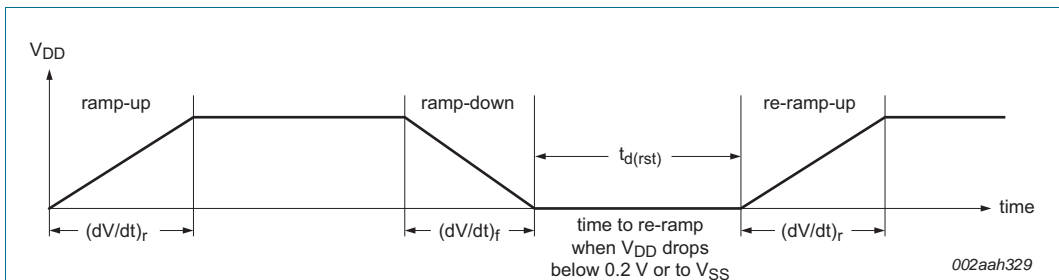 VDD
ramp-up
ramp-down
re-ramp-up
td(rst)
time
(dV/dt)r
(dV/dt)f
time to re-ramp
when VDD drops
below 0.2 V or to VSS
(dV/dt)r
002aah329